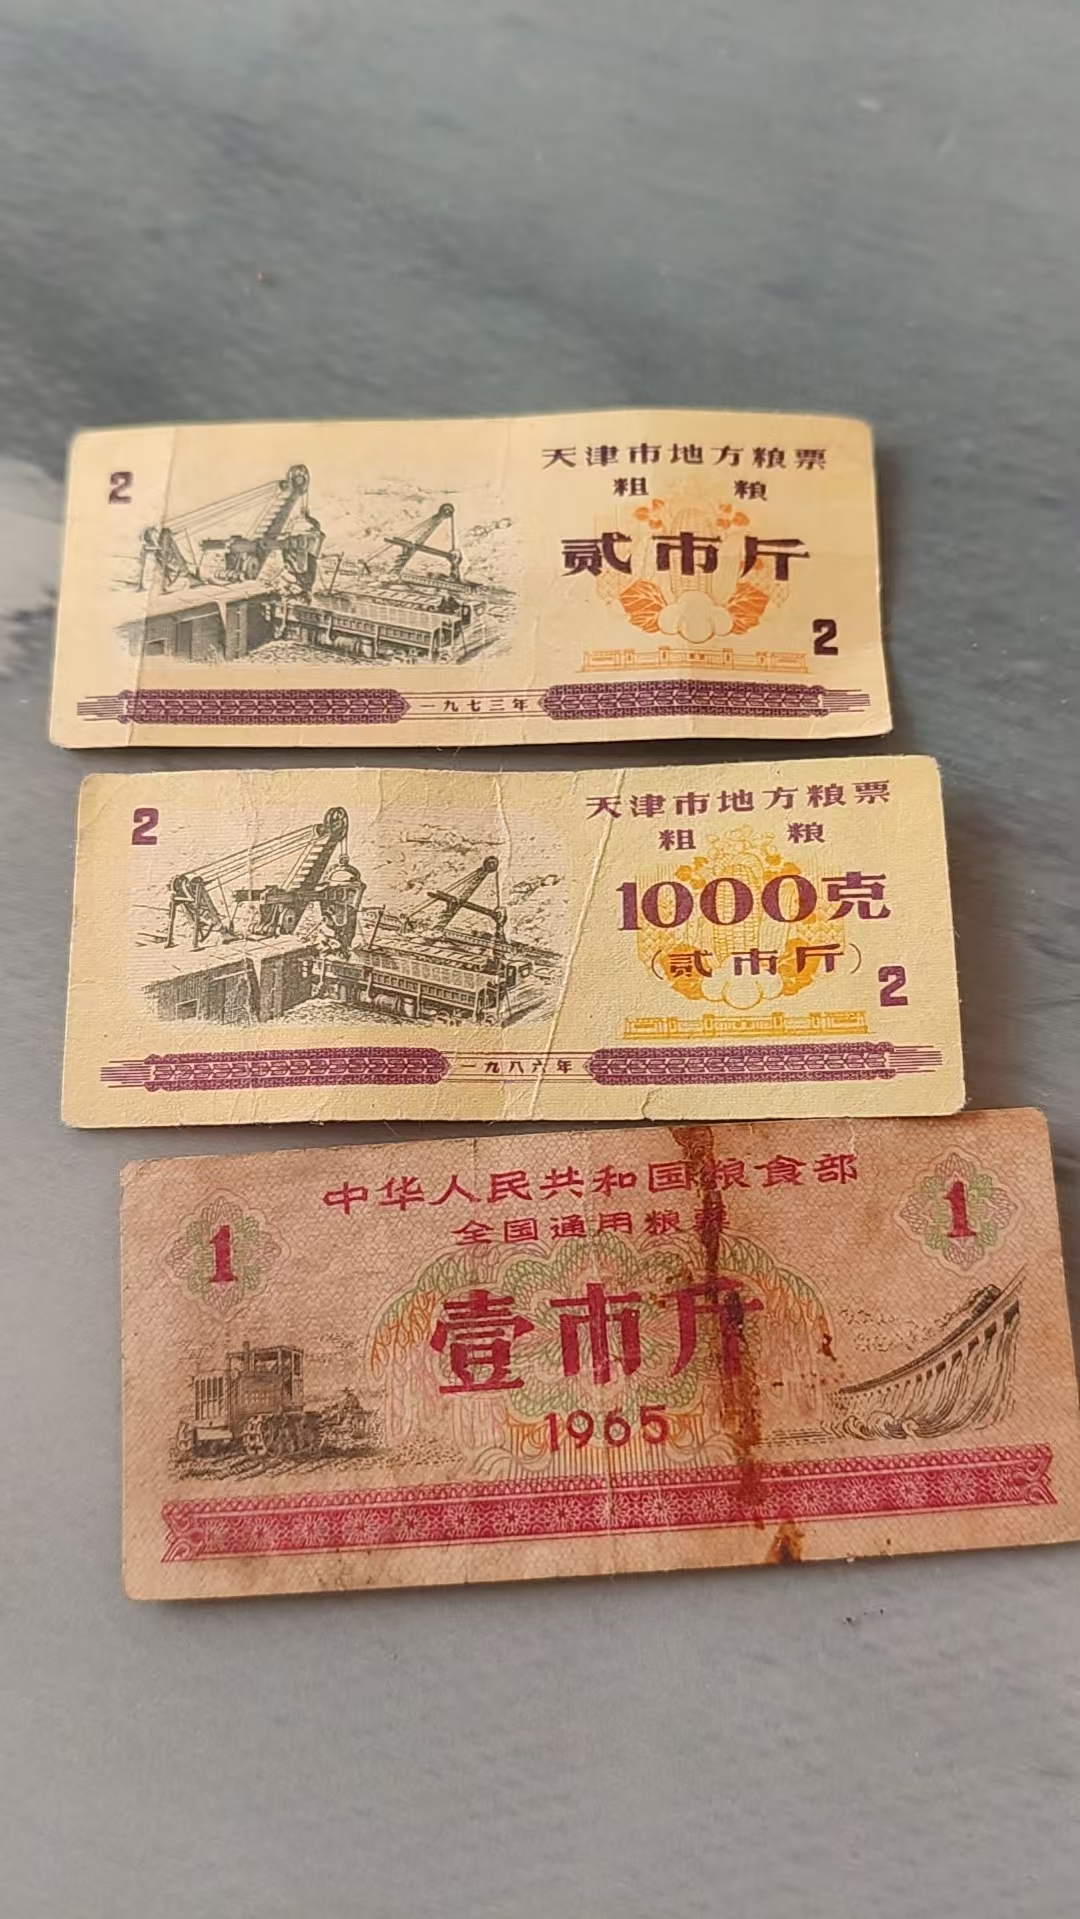 天津市地方粮票
2
粗 粮
贰市斤
2
一九七三年
天津市地方粮票
2
粗 粮
1000克
(贰市斤)
2
一九八六年
中华人民共和国粮食部
1
全国通用粮票
1
壹市斤
1965